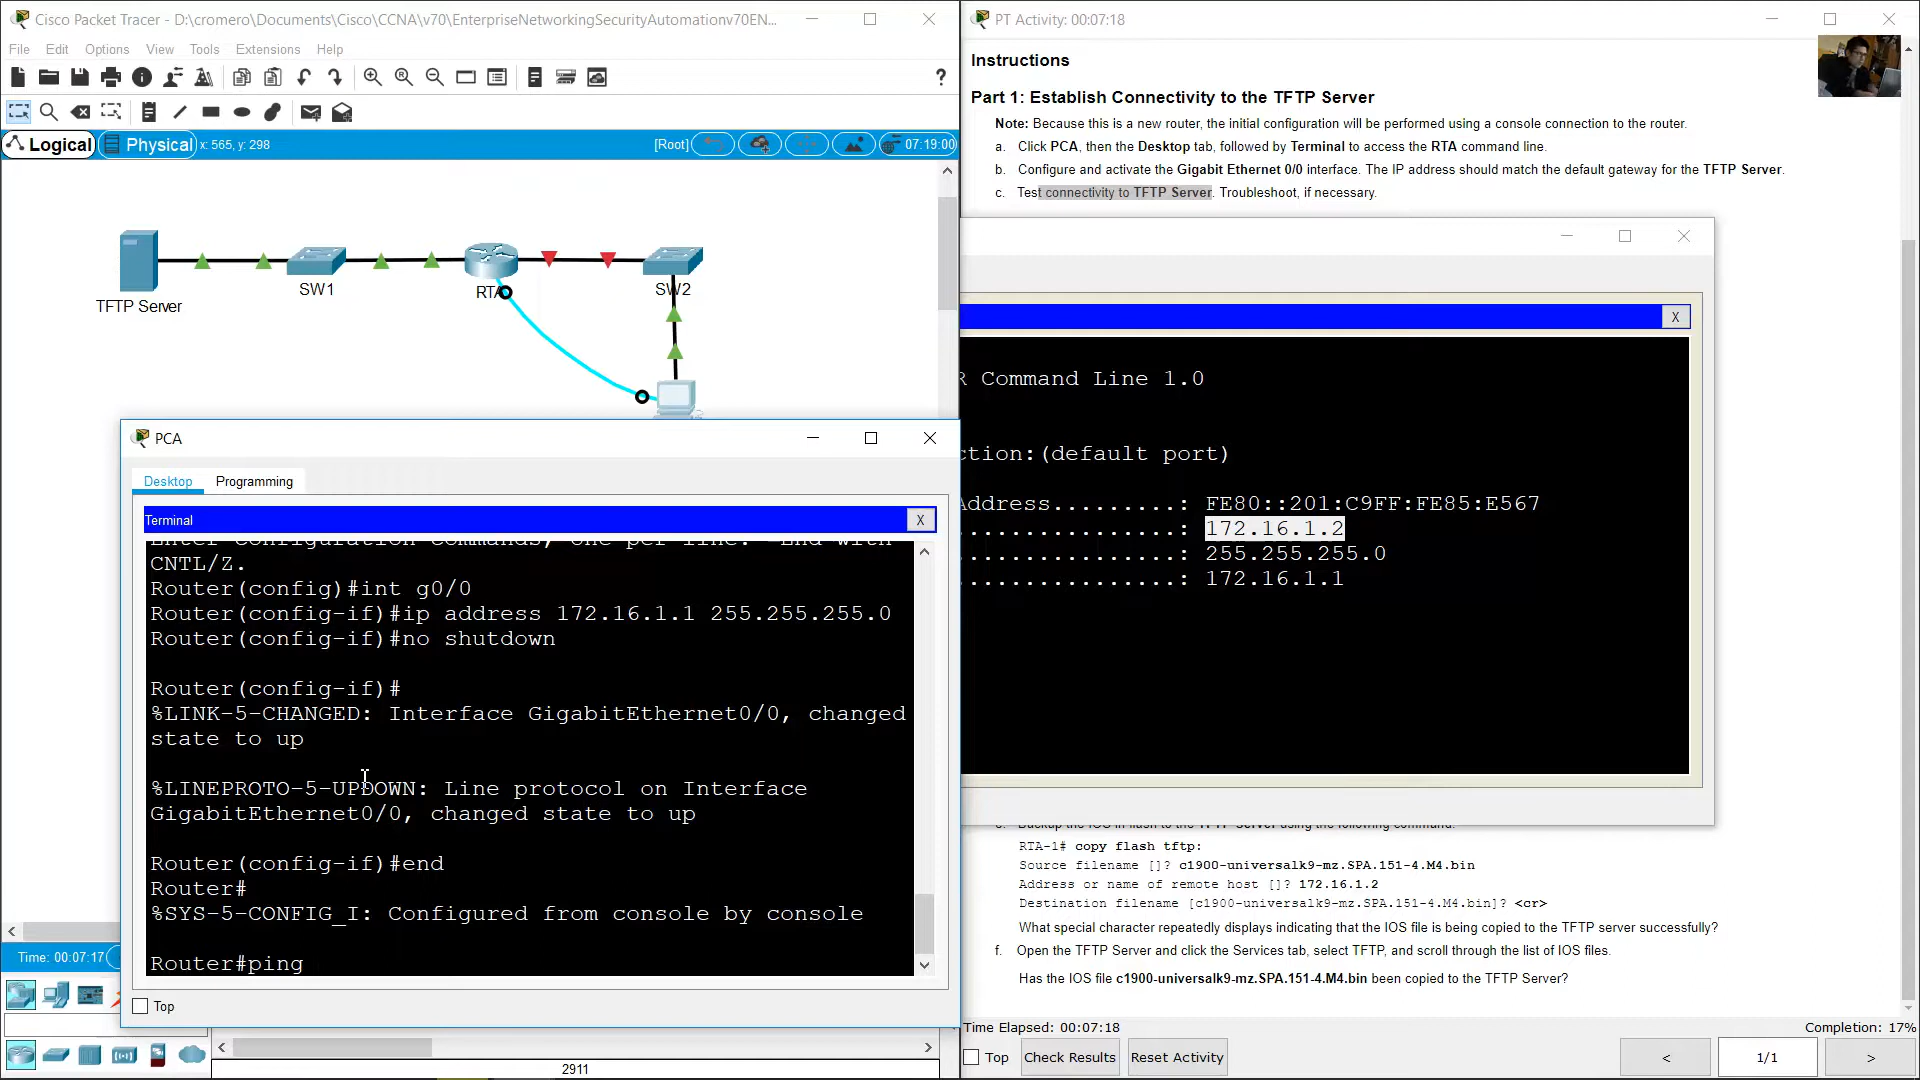 Cisco Packet Tracer - D:\cromero\Documents\Cisco\CCNA\v70\EnterpriseNetworkingSecurityAutomationv70EN...
File Edit Options View Tools Extensions Help
Logical Physical x: 565, y: 298 [Root] 07:19:00
TFTP Server
SW1
RTA
SW2
PCA
Desktop Programming
Terminal X
CNTL/Z.
Router(config)#int g0/0
Router(config-if)#ip address 172.16.1.1 255.255.255.0
Router(config-if)#no shutdown
Router(config-if)#
%LINK-5-CHANGED: Interface GigabitEthernet0/0, changed
state to up
%LINEPROTO-5-UPDOWN: Line protocol on Interface
GigabitEthernet0/0, changed state to up
Router(config-if)#end
Router#
%SYS-5-CONFIG_I: Configured from console by console
Router#ping
Top
Time: 00:07:17
2911
PT Activity: 00:07:18
Instructions
Part 1: Establish Connectivity to the TFTP Server
Note: Because this is a new router, the initial configuration will be performed using a console connection to the router.
a. Click PCA, then the Desktop tab, followed by Terminal to access the RTA command line.
b. Configure and activate the Gigabit Ethernet 0/0 interface. The IP address should match the default gateway for the TFTP Server.
c. Test connectivity to TFTP Server. Troubleshoot, if necessary.
X
R Command Line 1.0
ction:(default port)
Address.........: FE80::201:C9FF:FE85:E567
................: 172.16.1.2
................: 255.255.255.0
................: 172.16.1.1
RTA-1# copy flash tftp:
Source filename []? c1900-universalk9-mz.SPA.151-4.M4.bin
Address or name of remote host []? 172.16.1.2
Destination filename [c1900-universalk9-mz.SPA.151-4.M4.bin]? <cr>
What special character repeatedly displays indicating that the IOS file is being copied to the TFTP server successfully?
f. Open the TFTP Server and click the Services tab, select TFTP, and scroll through the list of IOS files.
Has the IOS file c1900-universalk9-mz.SPA.151-4.M4.bin been copied to the TFTP Server?
Time Elapsed: 00:07:18 Completion: 17%
Top Check Results Reset Activity < 1/1 >